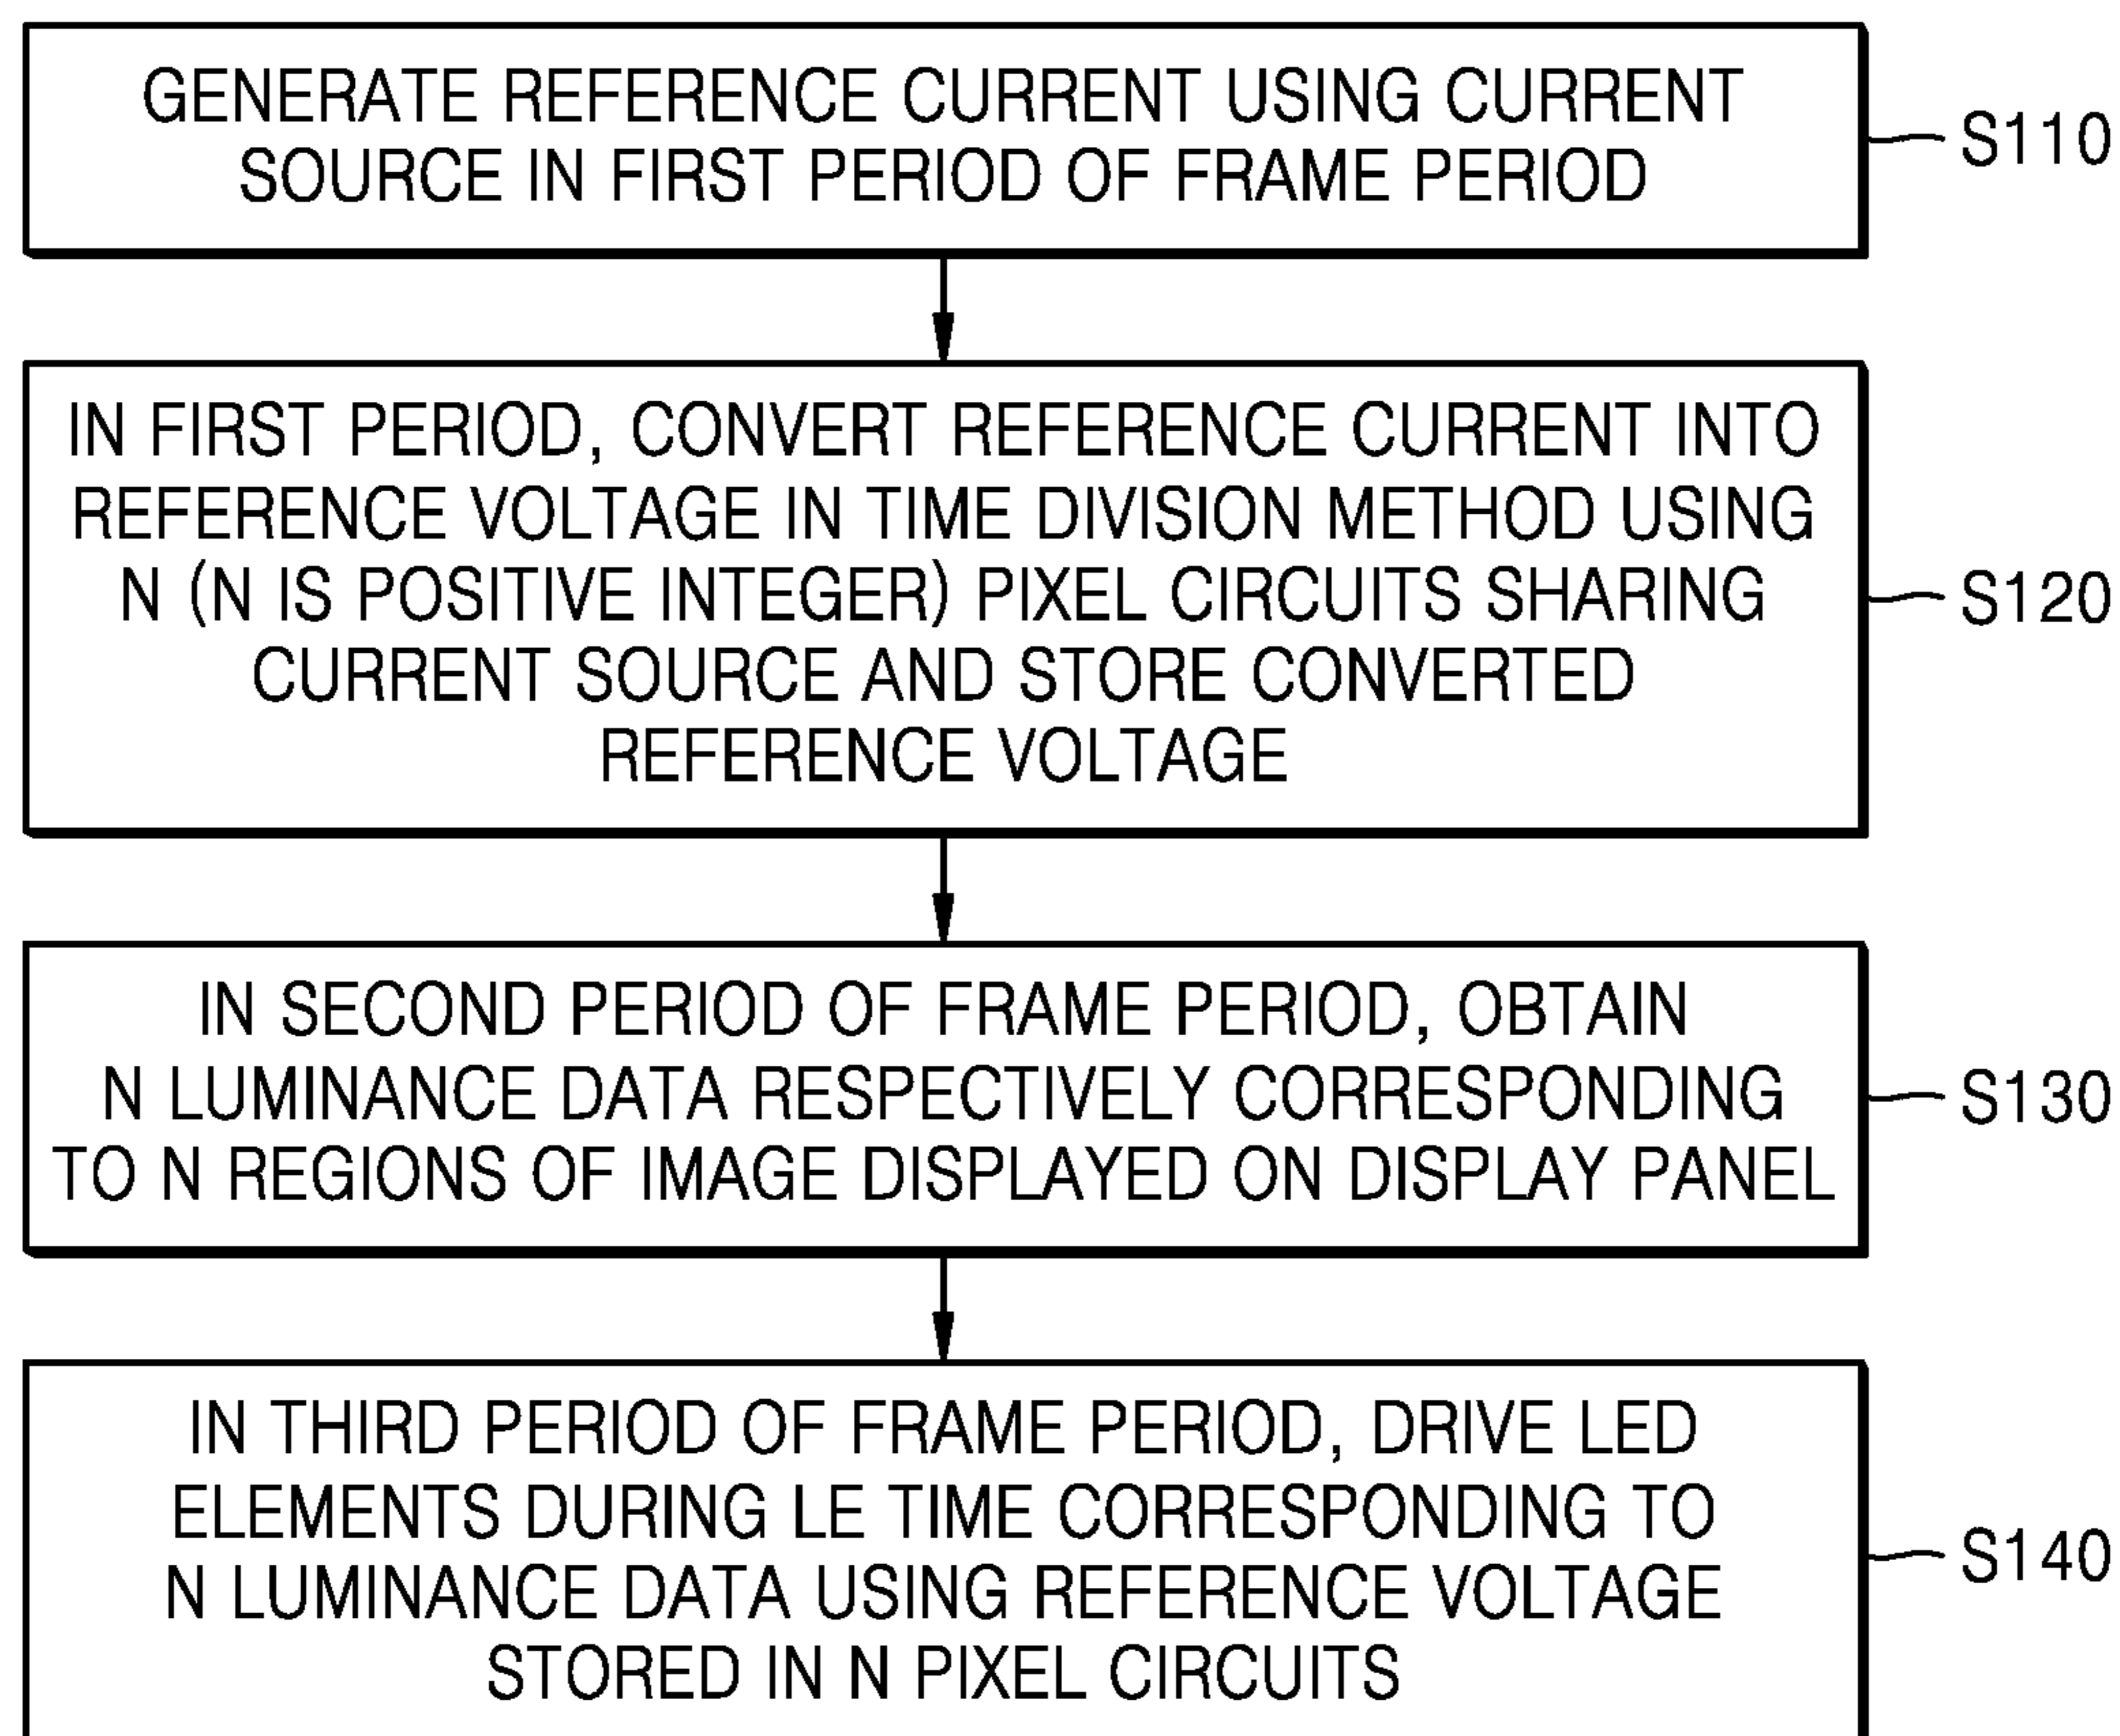 GENERATE REFERENCE CURRENT USING CURRENT
SOURCE IN FIRST PERIOD OF FRAME PERIOD
S110
IN FIRST PERIOD, CONVERT REFERENCE CURRENT INTO
REFERENCE VOLTAGE IN TIME DIVISION METHOD USING
N (N IS POSITIVE INTEGER) PIXEL CIRCUITS SHARING
CURRENT SOURCE AND STORE CONVERTED
REFERENCE VOLTAGE
S120
IN SECOND PERIOD OF FRAME PERIOD, OBTAIN
N LUMINANCE DATA RESPECTIVELY CORRESPONDING
TO N REGIONS OF IMAGE DISPLAYED ON DISPLAY PANEL
S130
IN THIRD PERIOD OF FRAME PERIOD, DRIVE LED
ELEMENTS DURING LE TIME CORRESPONDING TO
N LUMINANCE DATA USING REFERENCE VOLTAGE
STORED IN N PIXEL CIRCUITS
S140